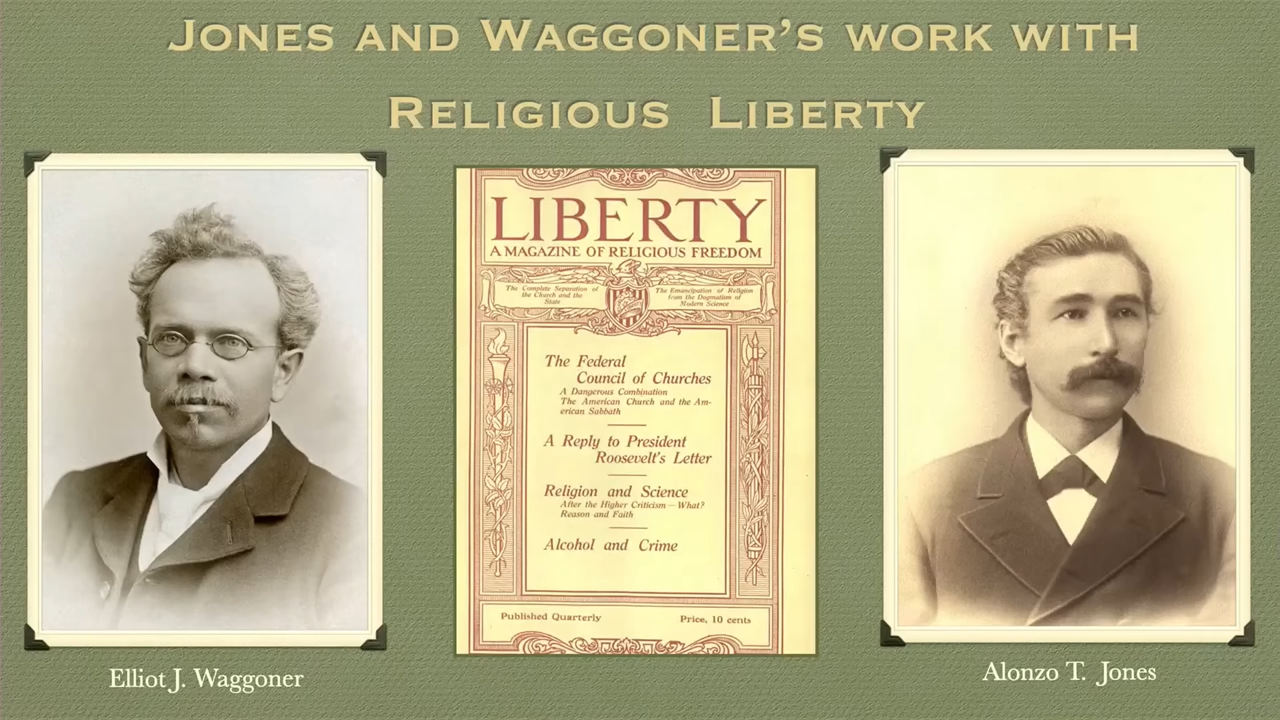 Jones and Waggoner's work with
Religious Liberty
LIBERTY
A MAGAZINE OF RELIGIOUS FREEDOM
The Complete Separation of
the Church and the
State
The Emancipation of Religion
from the Dogmatism of
Modern Science
The Federal
Council of Churches
A Dangerous Combination
The American Church and the Am-
erican Sabbath
A Reply to President
Roosevelt's Letter
Religion and Science
After the Higher Criticism—What?
Reason and Faith
Alcohol and Crime
Published Quarterly
Price, 10 cents
Elliot J. Waggoner
Alonzo T. Jones